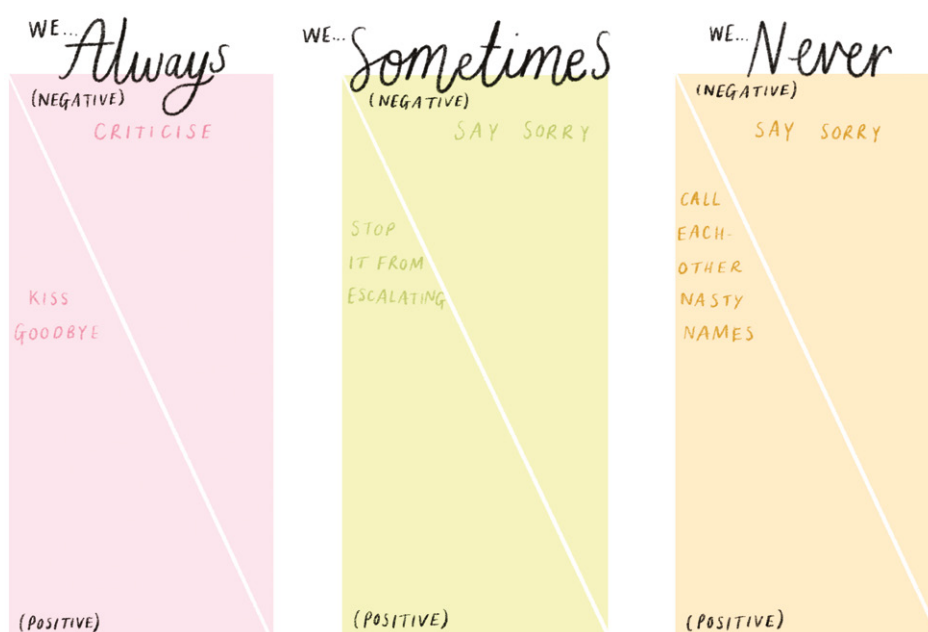 WE... Always
(NEGATIVE)
CRITICISE
KISS
GOODBYE
(POSITIVE)
WE... Sometimes
(NEGATIVE)
SAY SORRY
STOP
IT FROM
ESCALATING
(POSITIVE)
WE... Never
(NEGATIVE)
SAY SORRY
CALL
EACH-
OTHER
NASTY
NAMES
(POSITIVE)